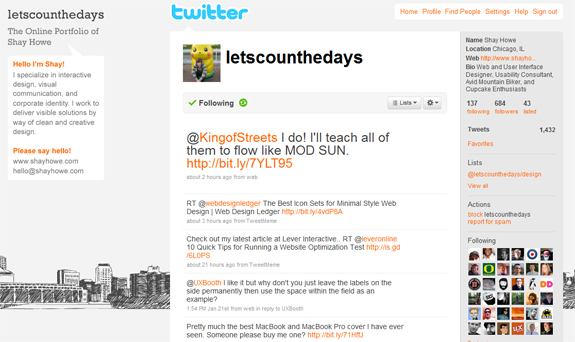 letscounthedays
The Online Portfolio of
Shay Howe
Hello I'm Shay!
I specialize in interactive
design, visual
communication, and
corporate identity. I work to
deliver visible solutions by
way of clean and creative
design.
Please say hello!
www.shayhowe.com
hello@shayhowe.com
twitter
Home Profile Find People Settings Help Sign out
letscounthedays
Following
Lists
@KingofStreets I do! I'll teach all of
them to flow like MOD SUN.
http://bit.ly/7YLT95
about 2 hours ago from web
RT @webdesignledger The Best Icon Sets for Minimal Style Web
Design | Web Design Ledger http://bit.ly/4vdP8A
about 3 hours ago from TweetMeme
Check out my latest article at Lever Interactive.. RT @leveronline
10 Quick Tips for Running a Website Optimization Test http://is.gd
/6L0PS
about 21 hours ago from TweetMeme
@UXBooth I like it but why don't you just leave the labels on the
side permanently then use the space within the field as an
example?
1:54 PM Jan 21st from web in reply to UXBooth
Pretty much the best MacBook and MacBook Pro cover I have ever
seen. Someone please buy me one? http://bit.ly/71HfU
Name Shay Howe
Location Chicago, IL
Web http://www.shayho...
Bio Web and User Interface
Designer, Usability Consultant,
Avid Mountain Biker, and
Cupcake Enthusiasts
137 684 43
following followers listed
Tweets 1,432
Favorites
Lists
@letscounthedays/design
View all
Actions
block letscounthedays
report for spam
Following